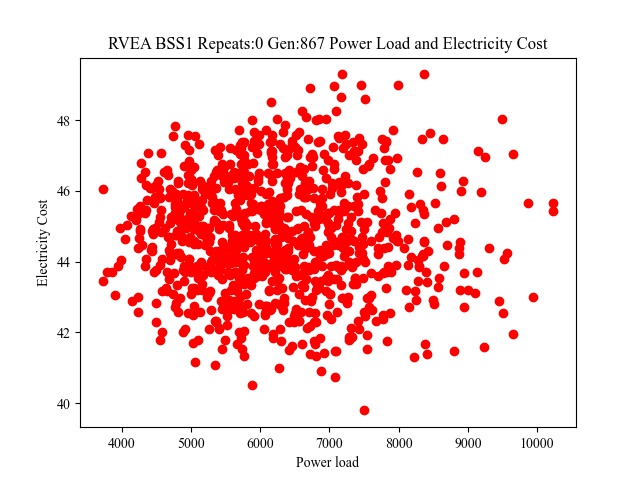 RVEA BSS1 Repeats:0 Gen:867 Power Load and Electricity Cost
48
46
44
42
40
Electricity Cost
4000 5000 6000 7000 8000 9000 10000
Power load